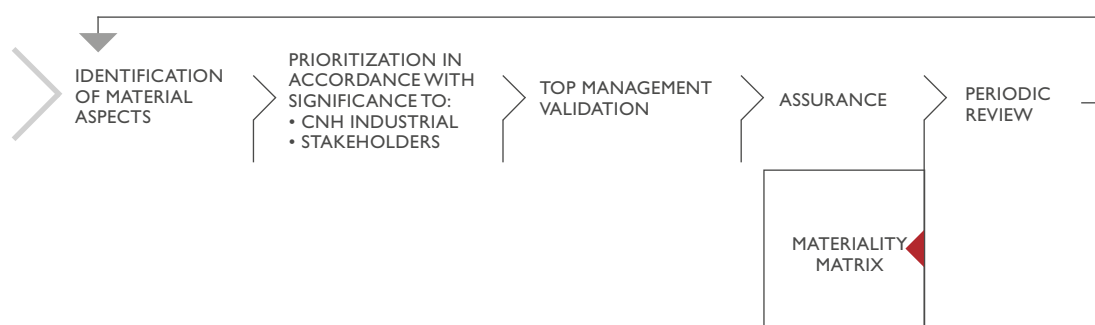 IDENTIFICATION
OF MATERIAL
ASPECTS
PRIORITIZATION IN
ACCORDANCE WITH
SIGNIFICANCE TO:
• CNH INDUSTRIAL
• STAKEHOLDERS
TOP MANAGEMENT
VALIDATION
ASSURANCE
PERIODIC
REVIEW
MATERIALITY
MATRIX